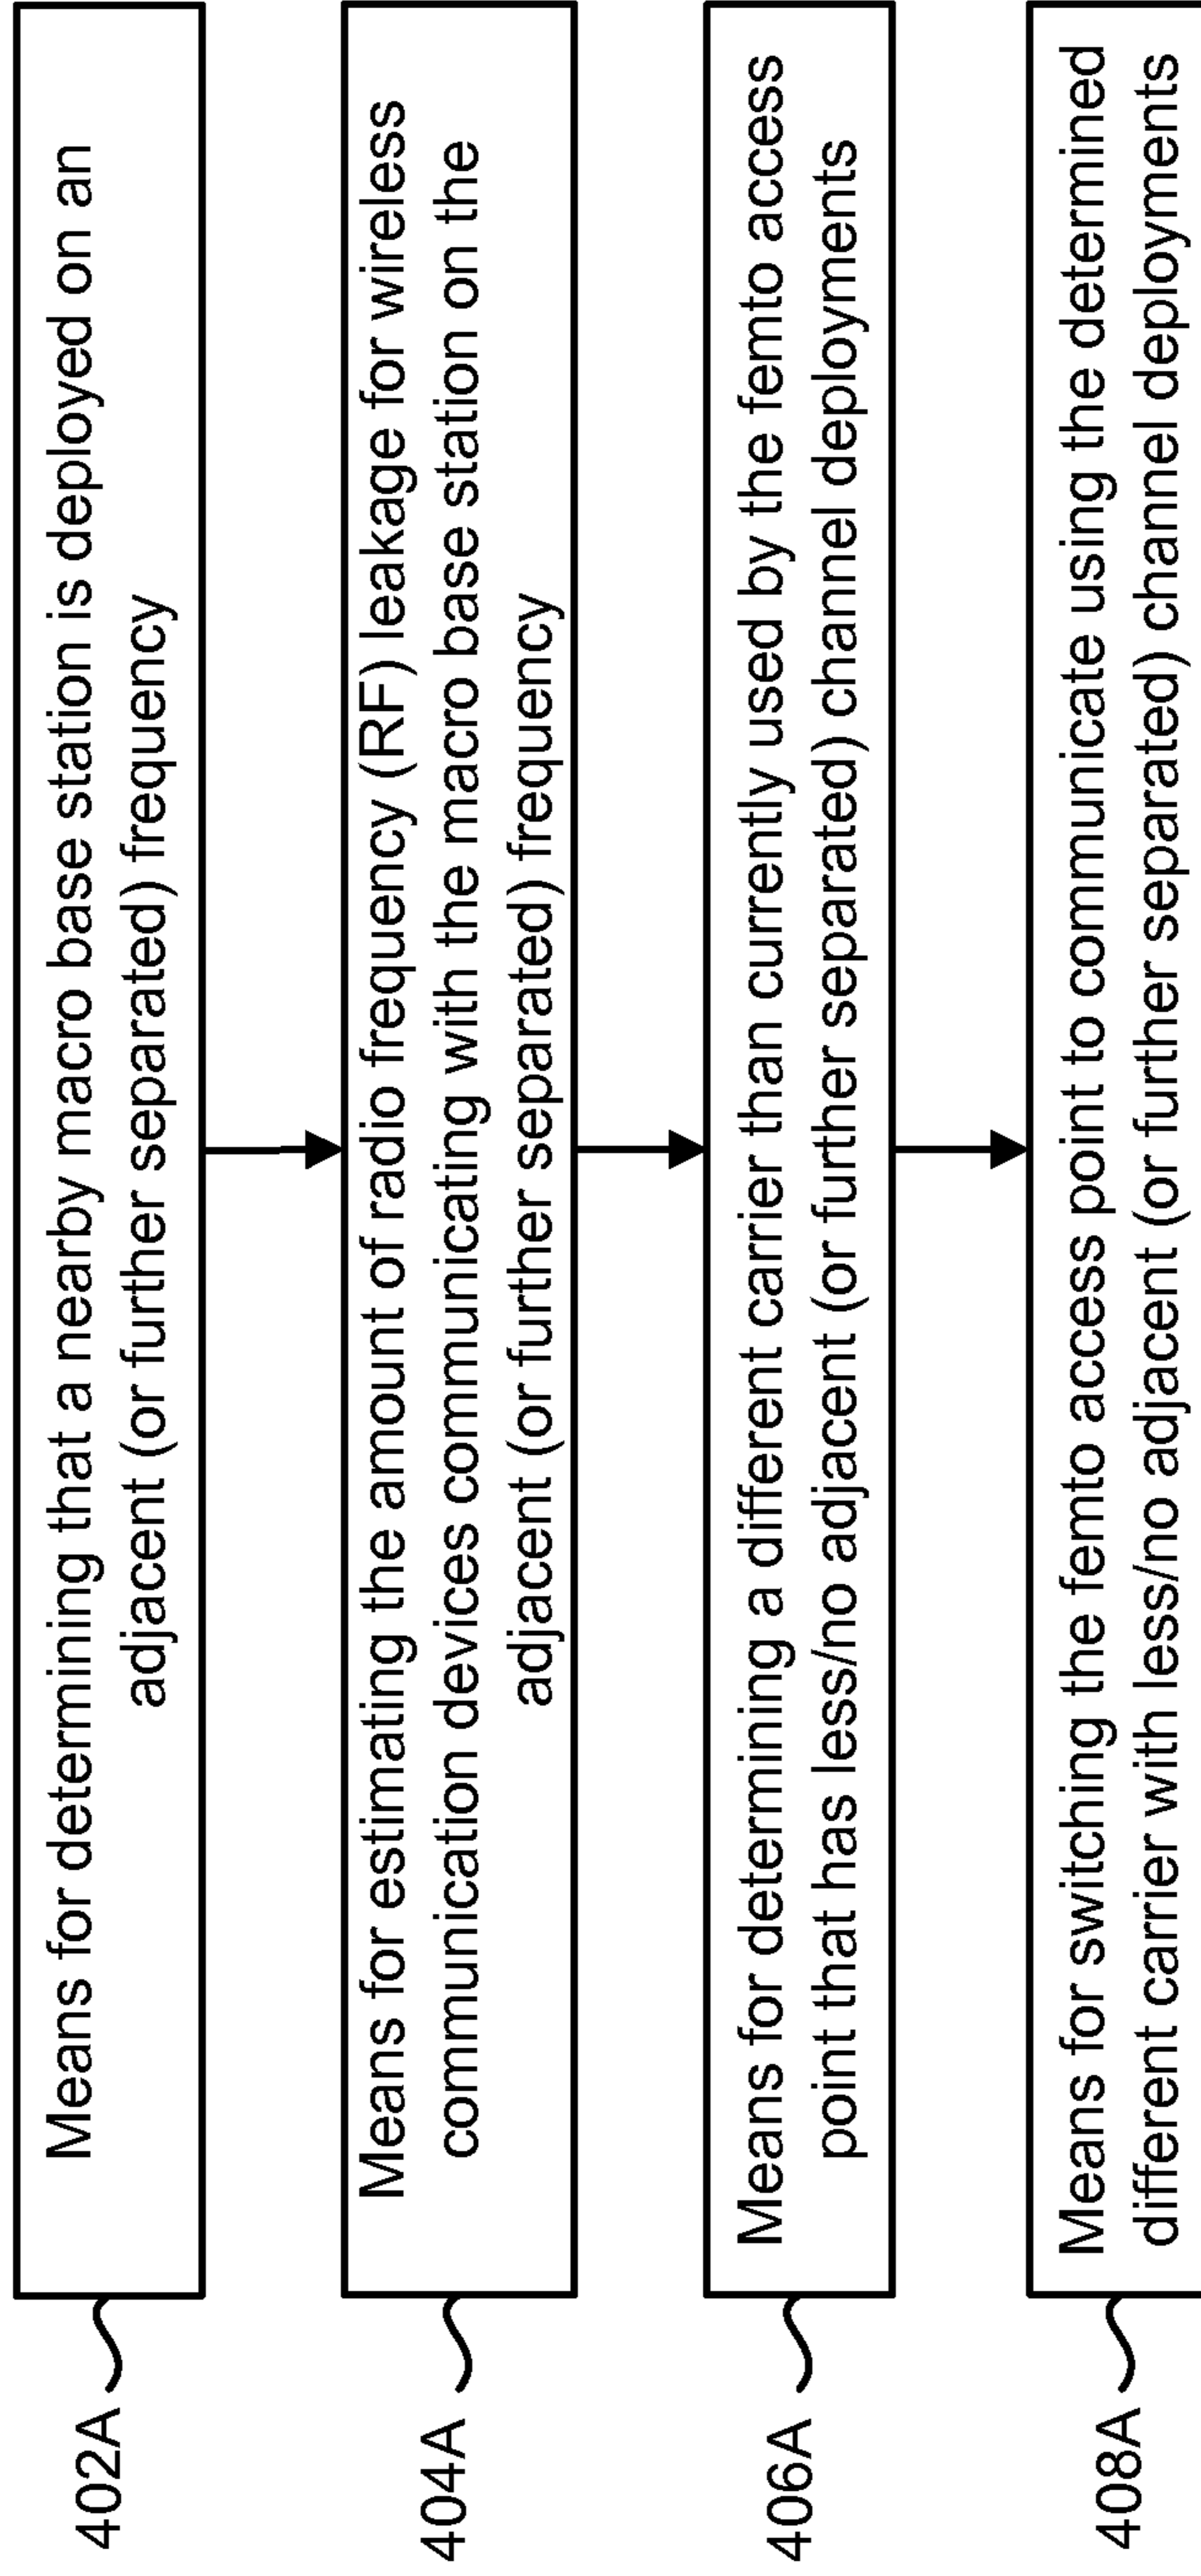 402A
Means for determining that a nearby macro base station is deployed on an
adjacent (or further separated) frequency
404A
Means for estimating the amount of radio frequency (RF) leakage for wireless
communication devices communicating with the macro base station on the
adjacent (or further separated) frequency
406A
Means for determining a different carrier than currently used by the femto access
point that has less/no adjacent (or further separated) channel deployments
408A
Means for switching the femto access point to communicate using the determined
different carrier with less/no adjacent (or further separated) channel deployments